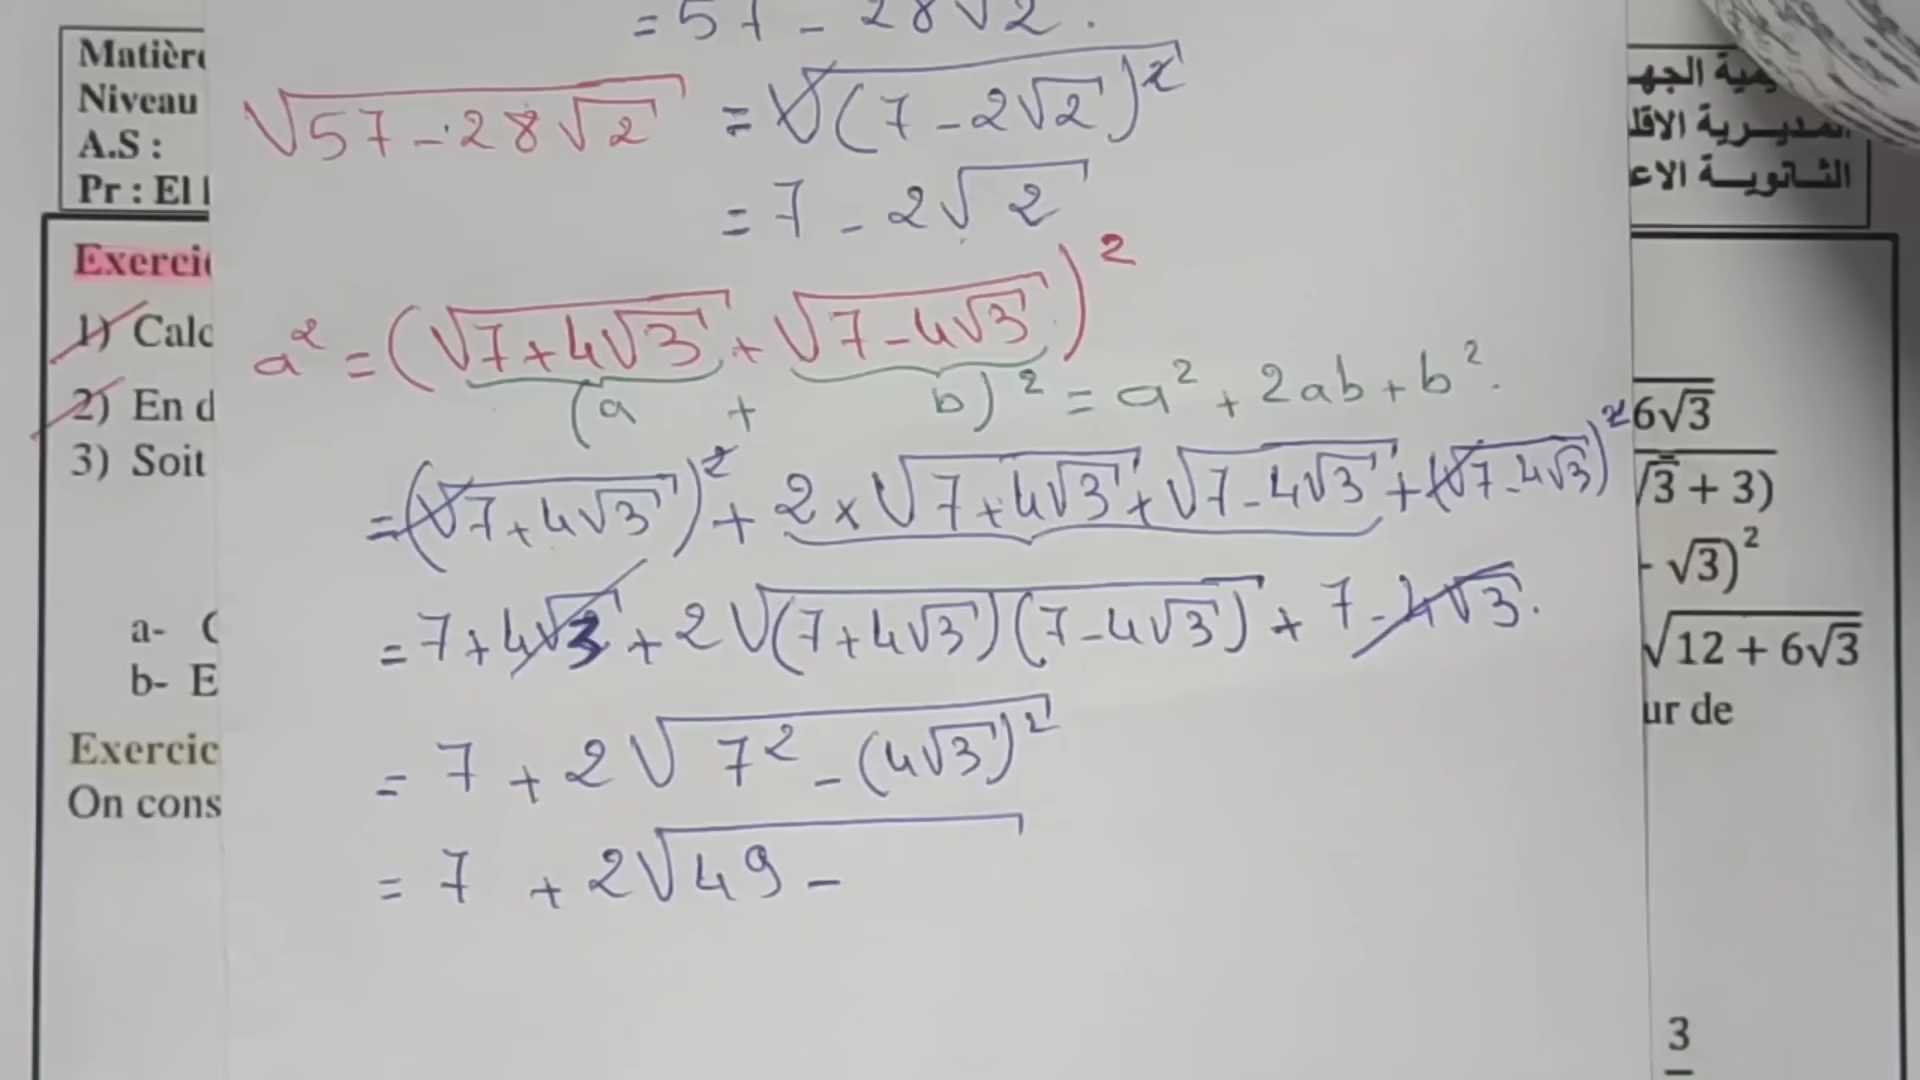 = 57 - 28√2.
Matière
Niveau
A.S :
Pr : El
√(57 - 28√2) = √((7 - 2√2)²)
= 7 - 2√2
Exercic
1) Calc
a² = (√(7+4√3) + √(7-4√3))²
(a + b)² = a² + 2ab + b².
2) En d
3) Soit
6√3
= (√(7+4√3))² + 2 × √(7+4√3) + √(7-4√3) + (√(7-4√3))²
√3 + 3)
- √3)²
= 7+4√3 + 2√((7+4√3)(7-4√3)) + 7-4√3.
a-
b- E
√(12 + 6√3)
ur de
= 7 + 2√(7² - (4√3)²)
Exercic
On cons
= 7 + 2√(49 -
3